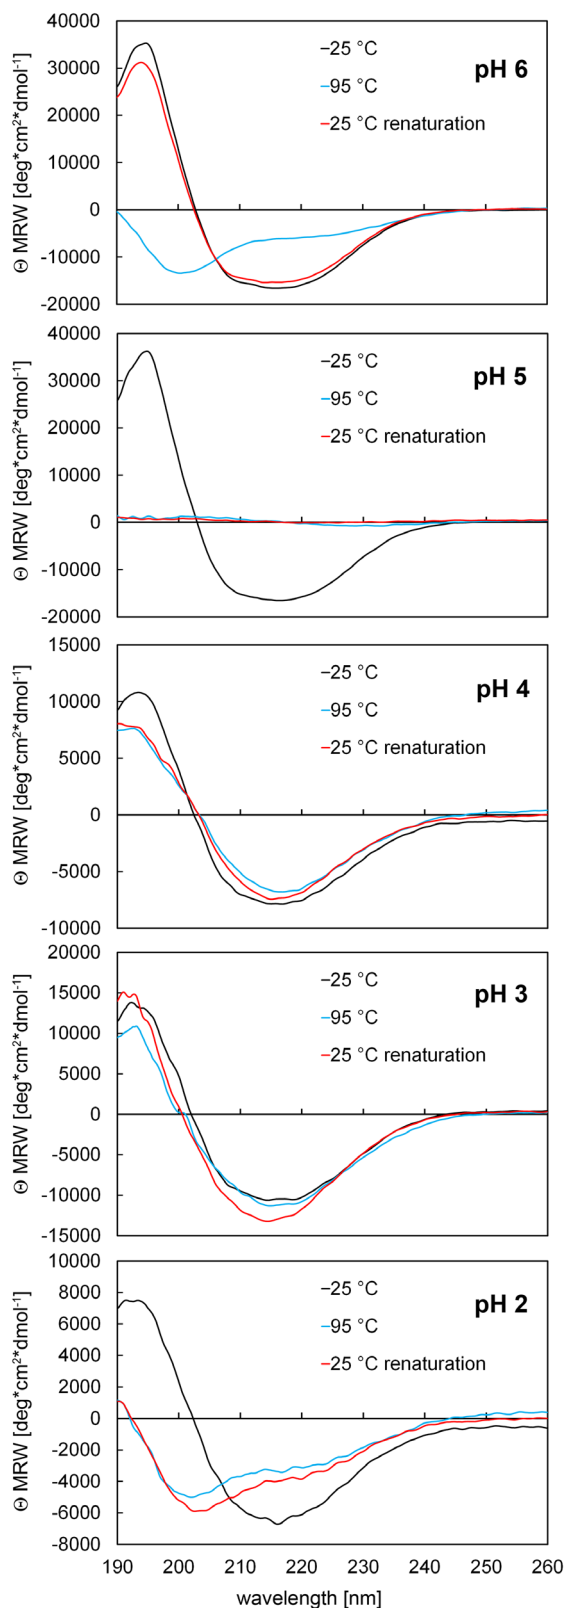 40000
30000
20000
10000
0
-10000
-20000
Θ MRW [deg*cm²*dmol⁻¹]
25 °C
95 °C
25 °C renaturation
pH 6
40000
30000
20000
10000
0
-10000
-20000
Θ MRW [deg*cm²*dmol⁻¹]
25 °C
95 °C
25 °C renaturation
pH 5
15000
10000
5000
0
-5000
-10000
Θ MRW [deg*cm²*dmol⁻¹]
25 °C
95 °C
25 °C renaturation
pH 4
20000
15000
10000
5000
0
-5000
-10000
-15000
Θ MRW [deg*cm²*dmol⁻¹]
25 °C
95 °C
25 °C renaturation
pH 3
10000
8000
6000
4000
2000
0
-2000
-4000
-6000
-8000
Θ MRW [deg*cm²*dmol⁻¹]
25 °C
95 °C
25 °C renaturation
pH 2
190 200 210 220 230 240 250 260
wavelength [nm]